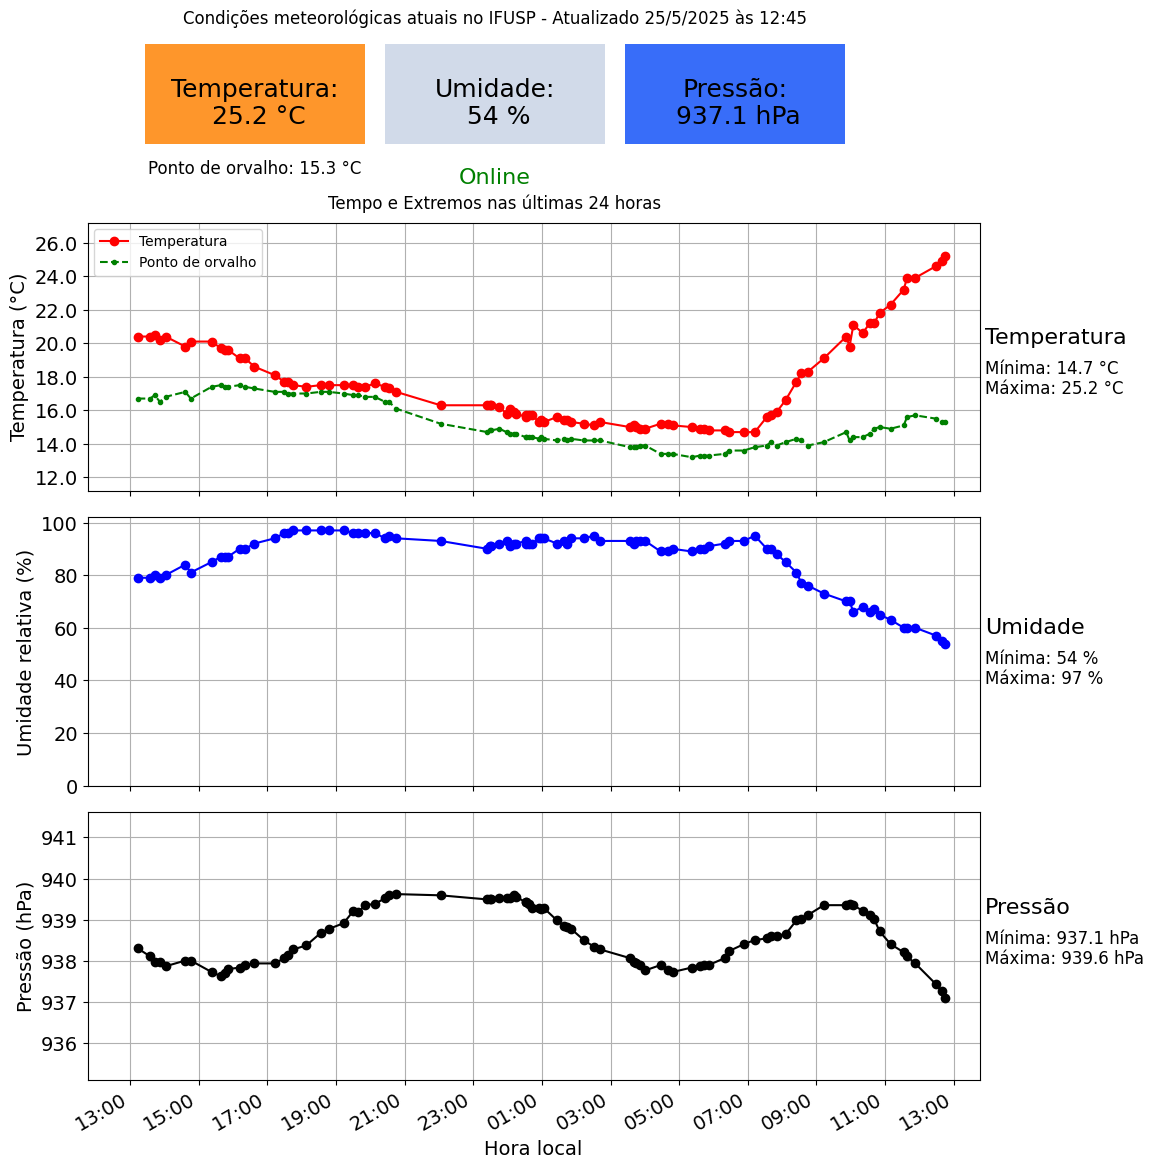 Condições meteorológicas atuais no IFUSP - Atualizado 25/5/2025 às 12:45
Temperatura:
25.2 °C
Umidade:
54 %
Pressão:
937.1 hPa
Ponto de orvalho: 15.3 °C
Online
Tempo e Extremos nas últimas 24 horas
Temperatura (°C)
26.0
24.0
22.0
20.0
18.0
16.0
14.0
12.0
Temperatura
Ponto de orvalho
Temperatura
Mínima: 14.7 °C
Máxima: 25.2 °C
Umidade relativa (%)
100
80
60
40
20
0
Umidade
Mínima: 54 %
Máxima: 97 %
Pressão (hPa)
941
940
939
938
937
936
Pressão
Mínima: 937.1 hPa
Máxima: 939.6 hPa
13:00
15:00
17:00
19:00
21:00
23:00
01:00
03:00
05:00
07:00
09:00
11:00
13:00
Hora local